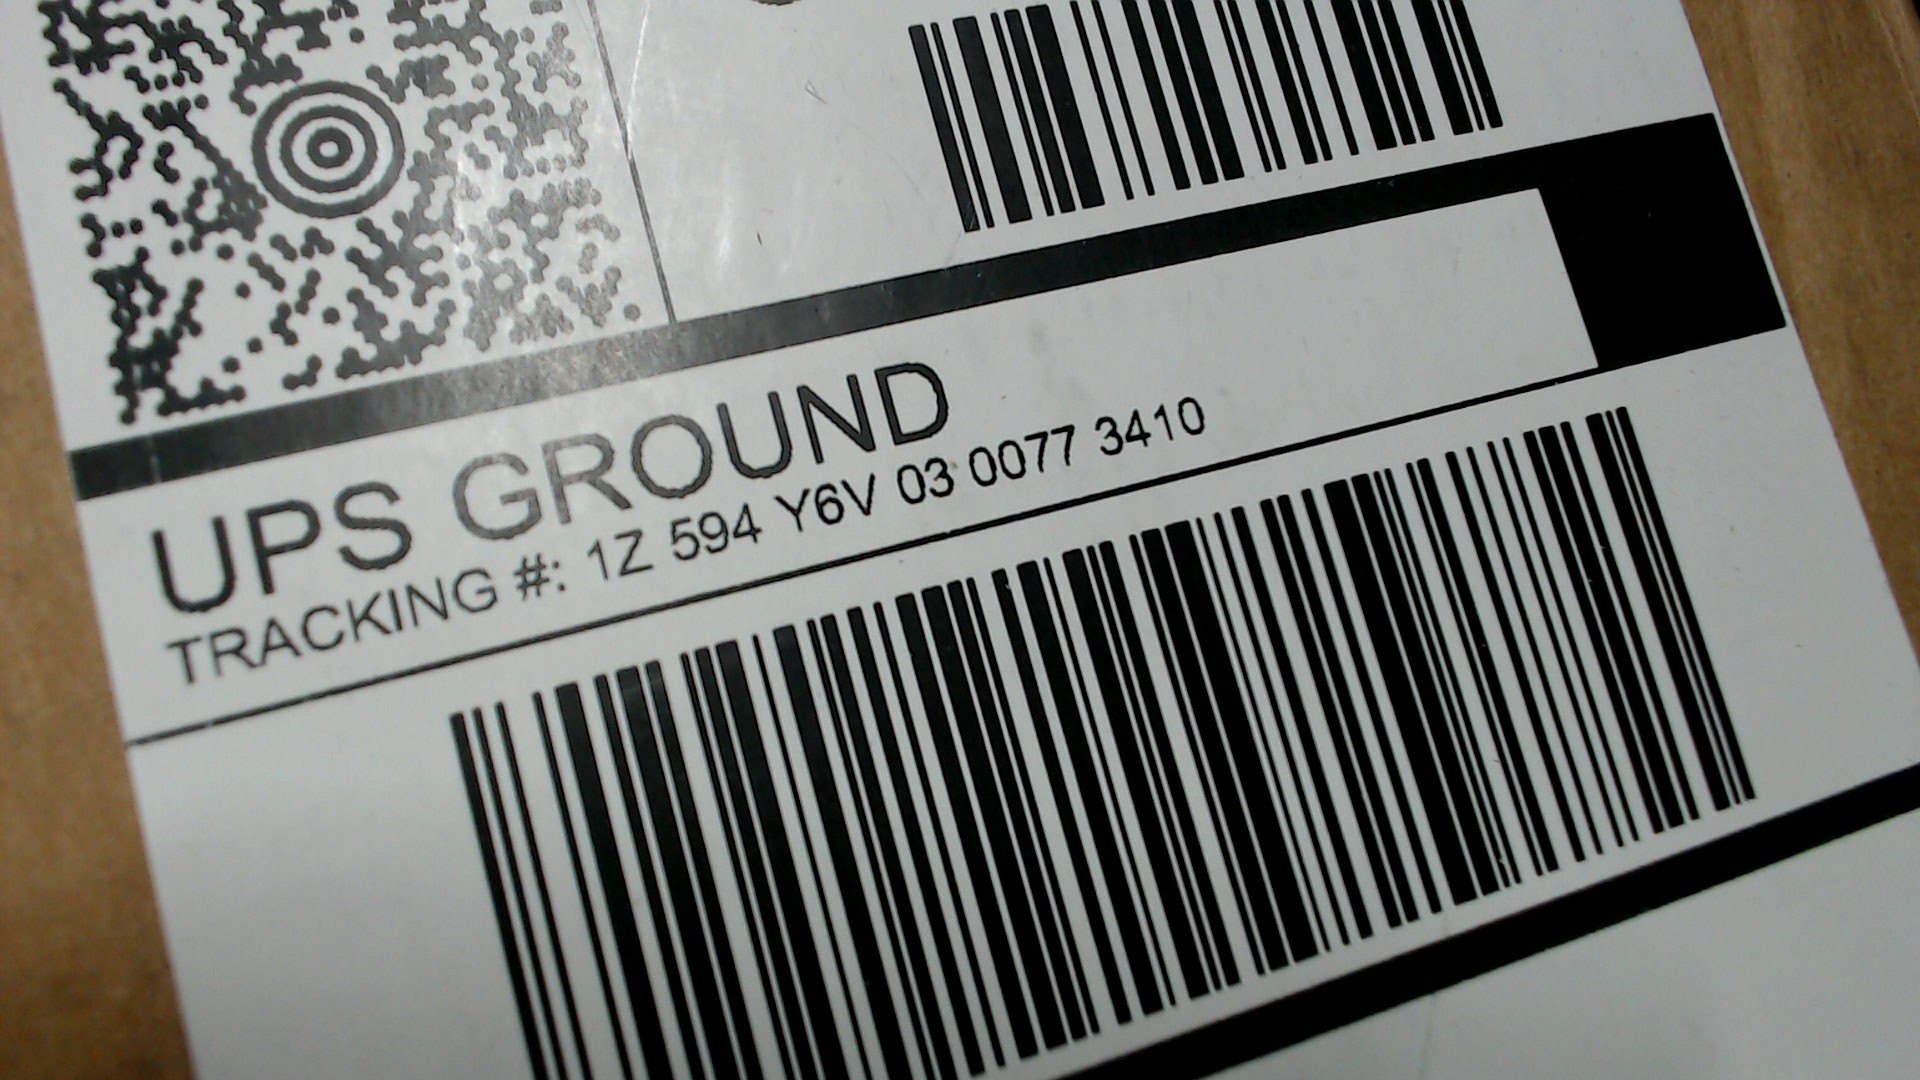 UPS GROUND
TRACKING #: 1Z 594 Y6V 03 0077 3410